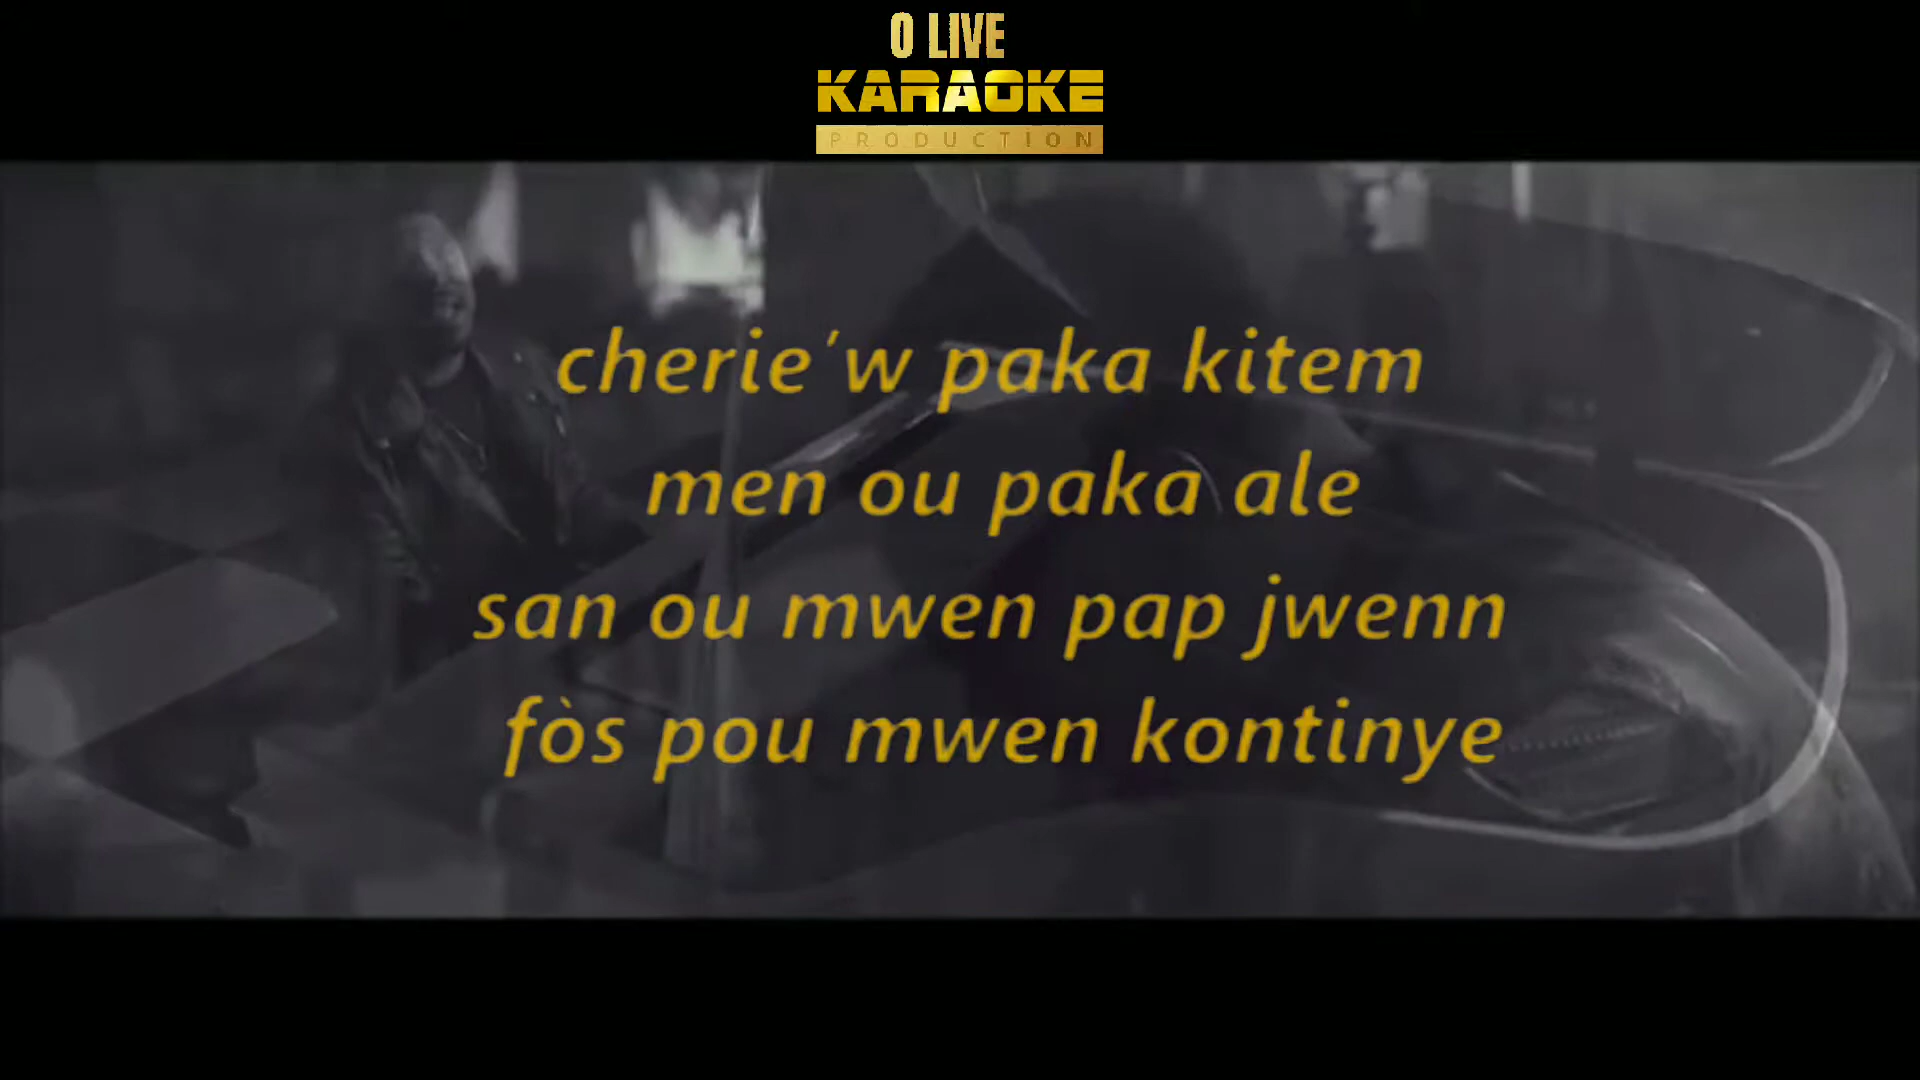 O LIVE
KARAOKE
PRODUCTION
cherie'w paka kitem
men ou paka ale
san ou mwen pap jwenn
fòs pou mwen kontinye